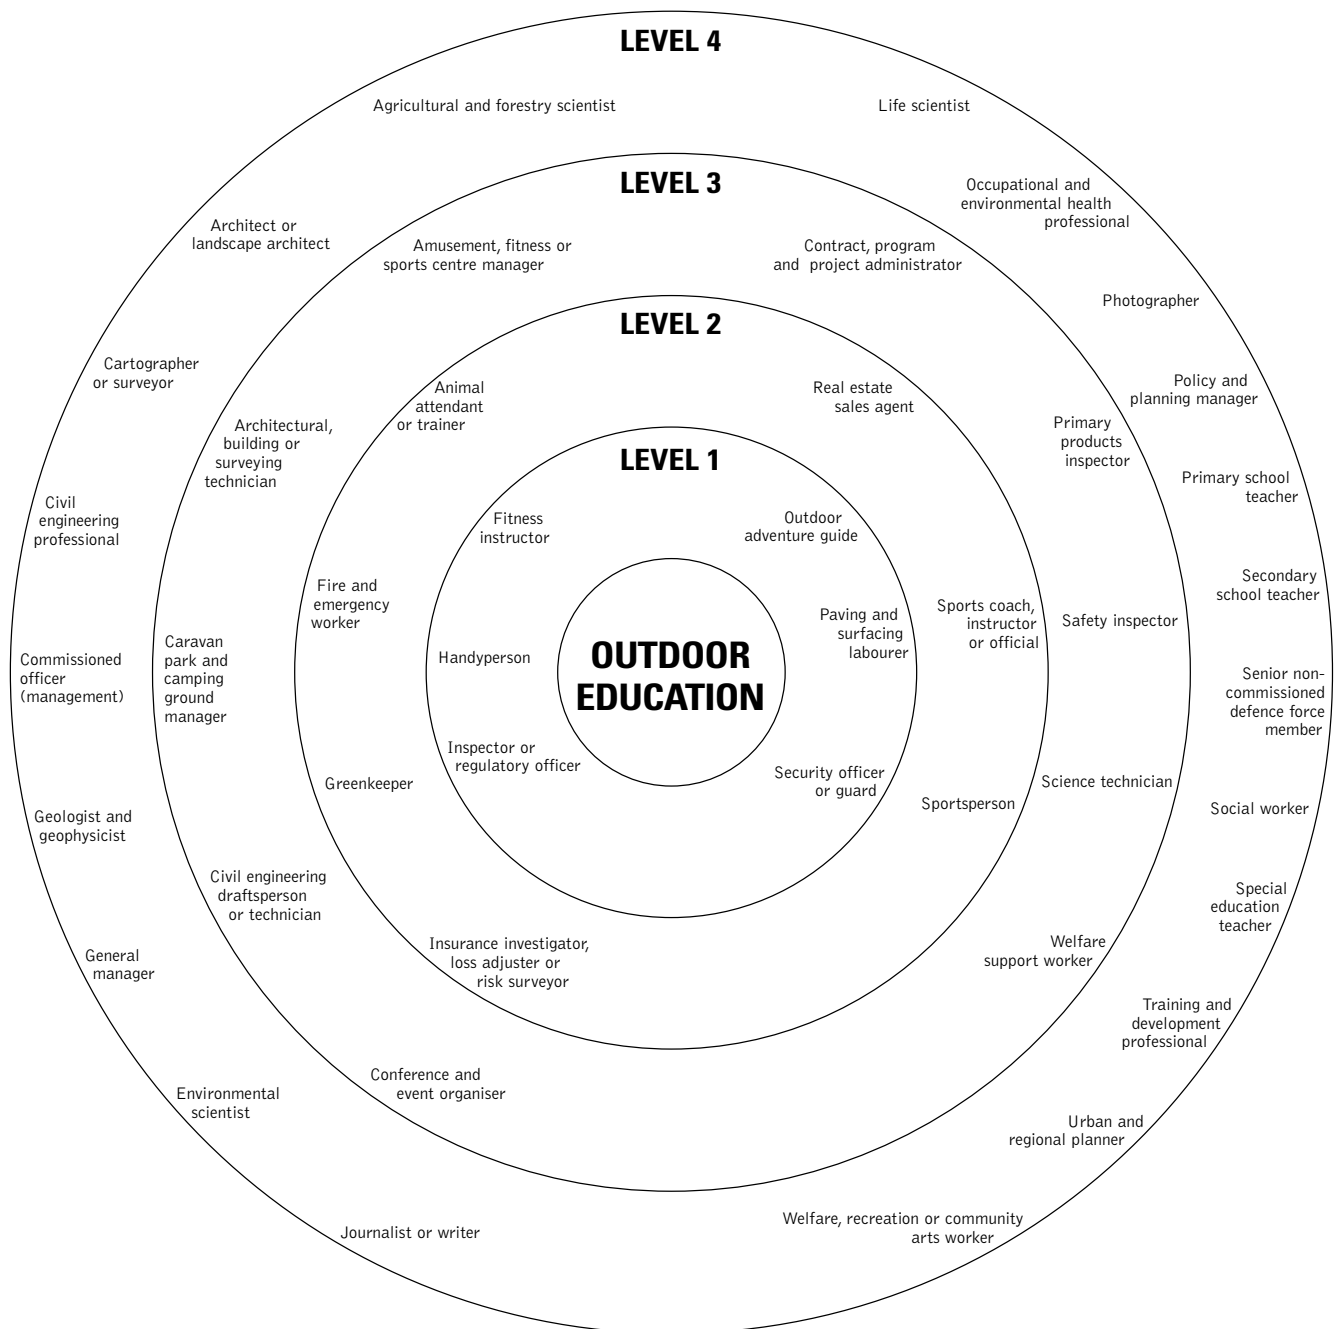 LEVEL 4
Agricultural and forestry scientist
Life scientist
Occupational and
environmental health
professional
Photographer
Policy and
planning manager
Primary school
teacher
Secondary
school teacher
Senior non-
commissioned
defence force
member
Social worker
Special
education
teacher
Training and
development
professional
Urban and
regional planner
Welfare, recreation or community
arts worker
Journalist or writer
Environmental
scientist
General
manager
Geologist and
geophysicist
Commissioned
officer
(management)
Civil
engineering
professional
Cartographer
or surveyor
Architect or
landscape architect
LEVEL 3
Amusement, fitness or
sports centre manager
Contract, program
and project administrator
Primary
products
inspector
Safety inspector
Science technician
Welfare
support worker
Conference and
event organiser
Civil engineering
draftsperson
or technician
Caravan
park and
camping
ground
manager
Architectural,
building or
surveying
technician
LEVEL 2
Animal
attendant
or trainer
Real estate
sales agent
Sports coach,
instructor
or official
Sportsperson
Insurance investigator,
loss adjuster or
risk surveyor
Greenkeeper
Fire and
emergency
worker
LEVEL 1
Fitness
instructor
Outdoor
adventure guide
Paving and
surfacing
labourer
Security officer
or guard
Inspector or
regulatory officer
Handyperson
OUTDOOR
EDUCATION